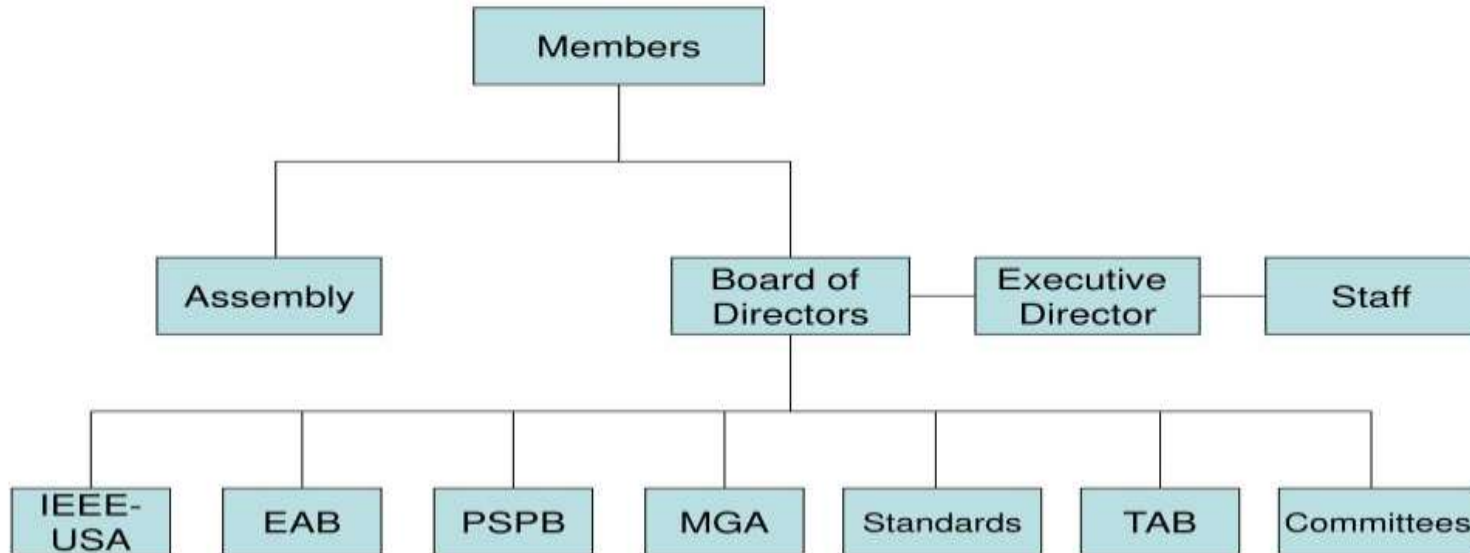 Members
Assembly
Board of
Directors
Executive
Director
Staff
IEEE-
USA
EAB
PSPB
MGA
Standards
TAB
Committees